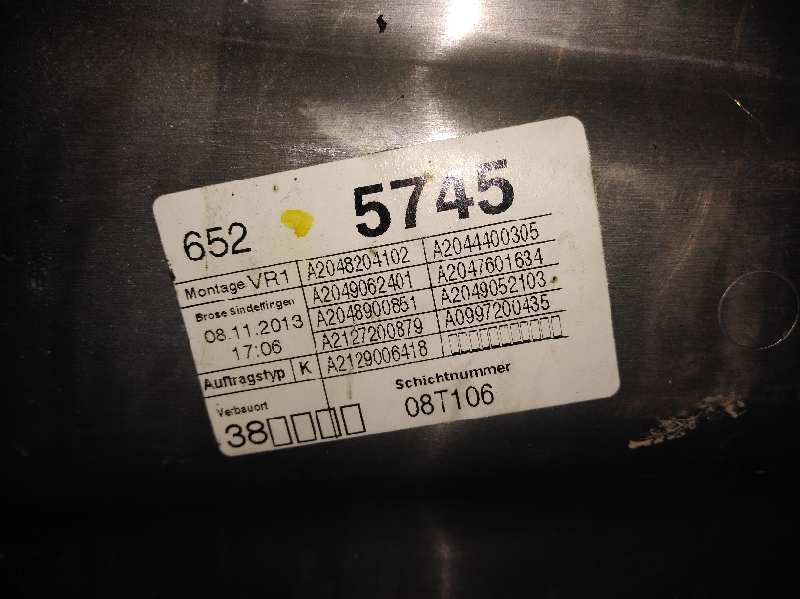 652 5745
Montage VR1 A2048204102 A2044400305
Brose Sindelfingen A2049062401 A2047601634
08.11.2013 A2048900851 A2049052103
17:06 A2127200879 A0997200435
Auftragstyp K A2129006418
Verbauort Schichtnummer
38 08T106